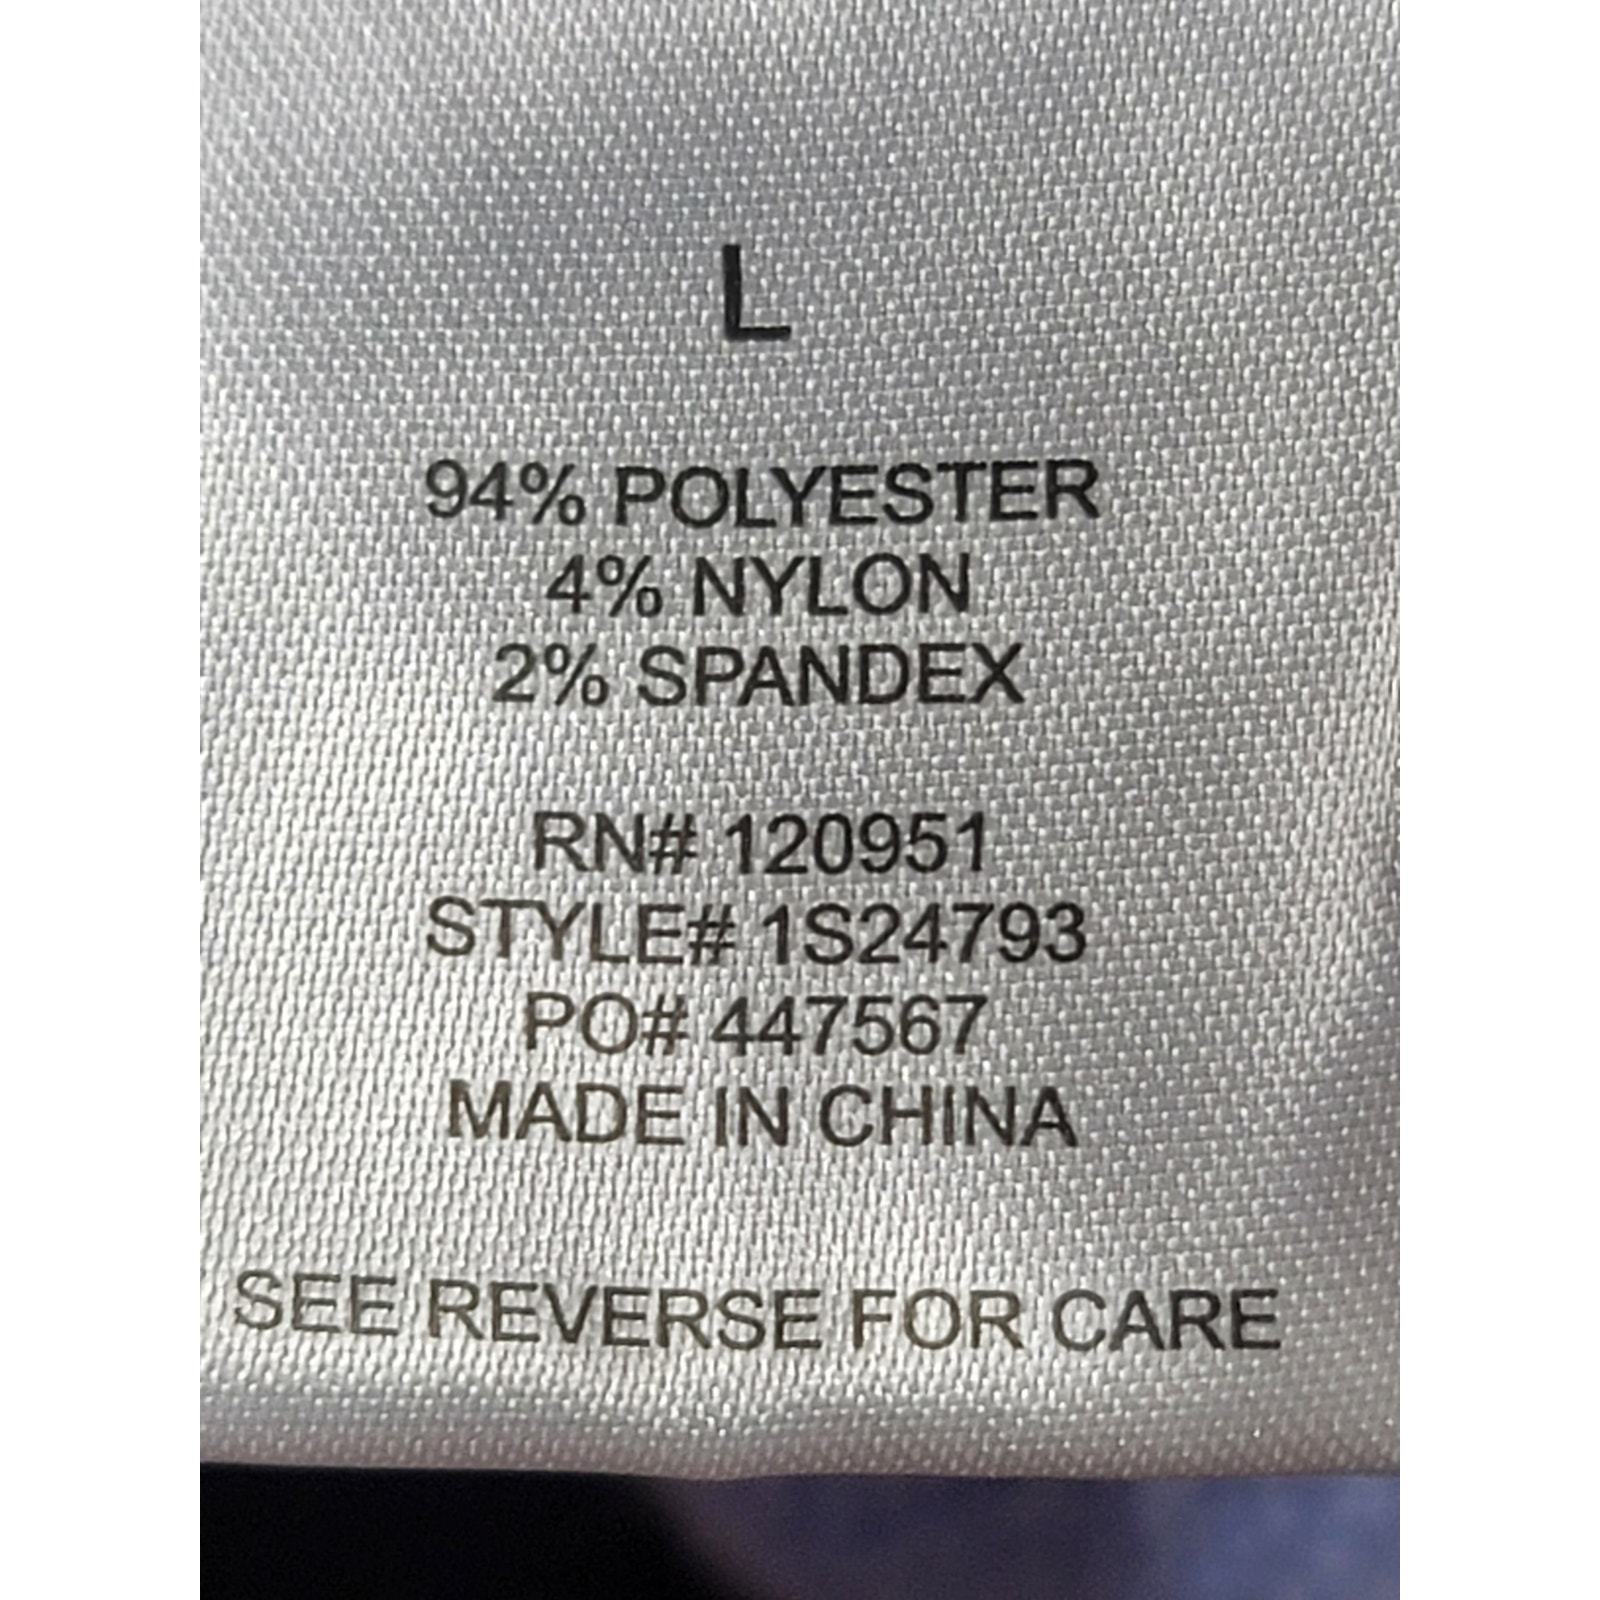 L
94% POLYESTER
4% NYLON
2% SPANDEX
RN# 120951
STYLE# 1S24793
PO# 447567
MADE IN CHINA
SEE REVERSE FOR CARE